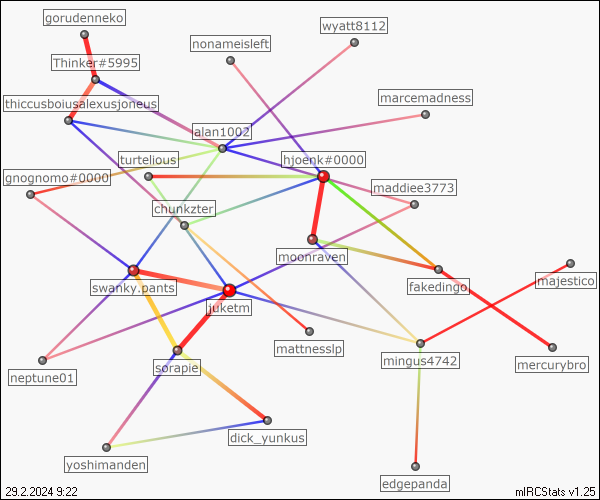 gorudenneko
wyatt8112
nonameisleft
Thinker#5995
marcemadness
thiccusboiusalexusjoneus
alan1002
turtelious
hjoenk#0000
gnognomo#0000
maddiee3773
chunkzter
moonraven
majestico
swanky.pants
fakedingo
juketm
mattnesslp
mingus4742
mercurybro
sorapie
neptune01
dick_yunkus
yoshimanden
edgepanda
29.2.2024 9:22
mIRCStats v1.25